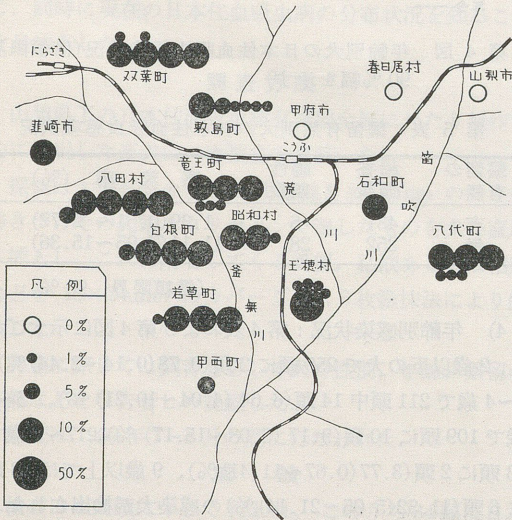 にらさき
双葉町
春日居村
山梨市
敷島町
甲府市
こうふ
韮崎市
竜王町
笛
八田村
荒
石和町
吹
昭和村
白根町
川
川
八代町
釜
玉穂村
無
若草町
川
甲西町
凡 例
0%
1%
5%
10%
50%